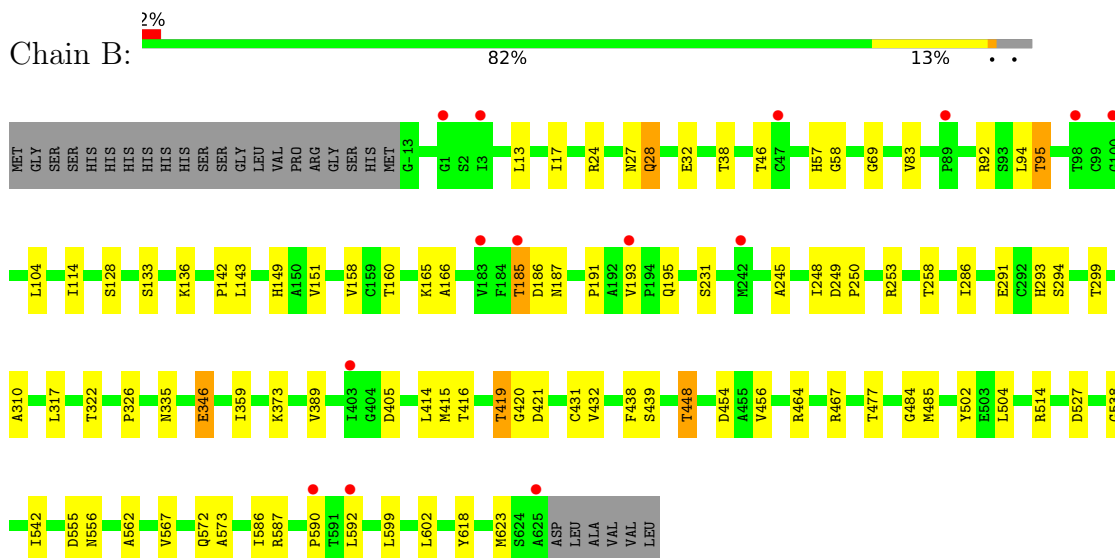 2%
Chain B:
82% 13% • •
MET GLY SER SER HIS HIS HIS HIS HIS HIS SER SER GLY LEU VAL PRO ARG GLY SER HIS MET G-13 G1 S2 I3 L13 I17 R24 N27 Q28 E32 T38 T46 C47 H57 G58 G69 V83 P89 R92 S93 L94 T95 T98 C99 G100
L104 I114 S128 S133 K136 P142 L143 H149 A150 V151 V158 C159 T160 K165 A166 V183 F184 T185 D186 N187 P191 A192 V193 P194 Q195 S231 M242 A245 I248 D249 P250 R253 T258 I286 E291 C292 H293 S294 T299
A310 L317 T322 P326 N335 E346 I359 K373 V389 I403 G404 D405 L414 M415 T416 T419 G420 D421 C431 V432 F438 S439 T448 D454 A455 V456 R464 R467 T477 G484 M485 Y502 E503 L504 R514 D527 G538
I542 D555 N556 A562 V567 Q572 A573 I586 R587 P590 T591 L592 L599 L602 Y618 M623 S624 A625 ASP LEU ALA VAL VAL LEU